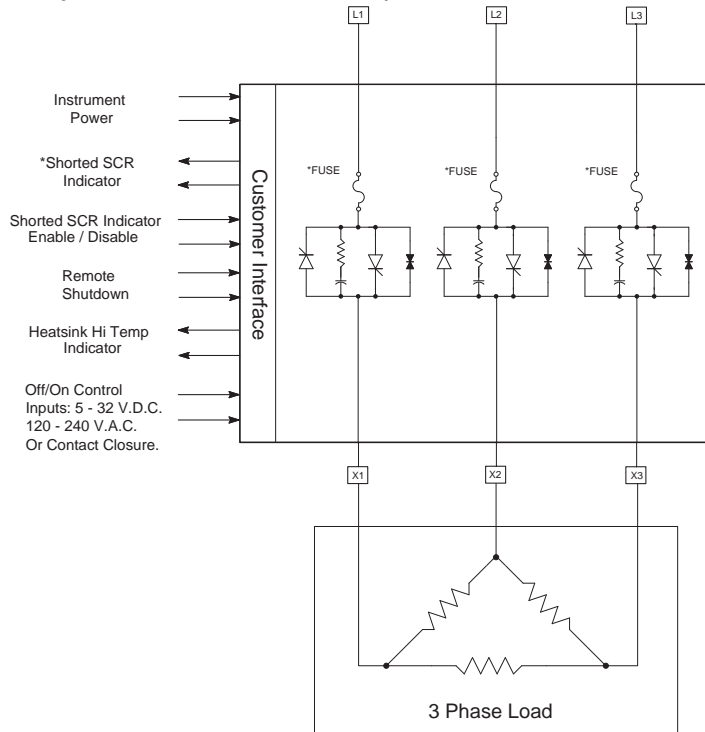 L1
L2
L3
Instrument
Power
*Shorted SCR
Indicator
Shorted SCR Indicator
Enable / Disable
Remote
Shutdown
Heatsink Hi Temp
Indicator
Off/On Control
Inputs: 5 - 32 V.D.C.
120 - 240 V.A.C.
Or Contact Closure.
Customer Interface
*FUSE
*FUSE
*FUSE
X1
X2
X3
3 Phase Load